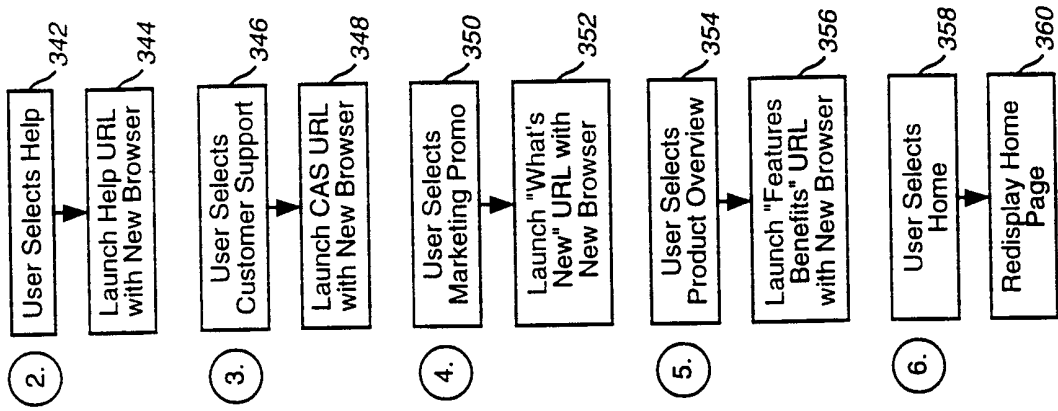 2.
User Selects Help
342
Launch Help URL
with New Browser
344
3.
User Selects
Customer Support
346
Launch CAS URL
with New Browser
348
4.
User Selects
Marketing Promo
350
Launch "What's
New" URL with
New Browser
352
5.
User Selects
Product Overview
354
Launch "Features
Benefits" URL
with New Browser
356
6.
User Selects
Home
358
Redisplay Home
Page
360